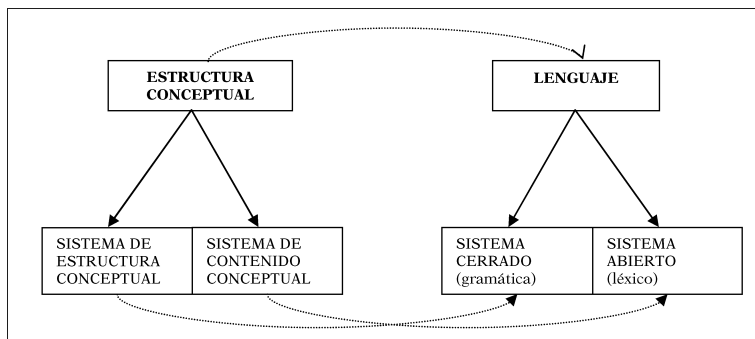 ESTRUCTURA
CONCEPTUAL
LENGUAJE
SISTEMA DE
ESTRUCTURA
CONCEPTUAL
SISTEMA DE
CONTENIDO
CONCEPTUAL
SISTEMA
CERRADO
(gramática)
SISTEMA
ABIERTO
(léxico)